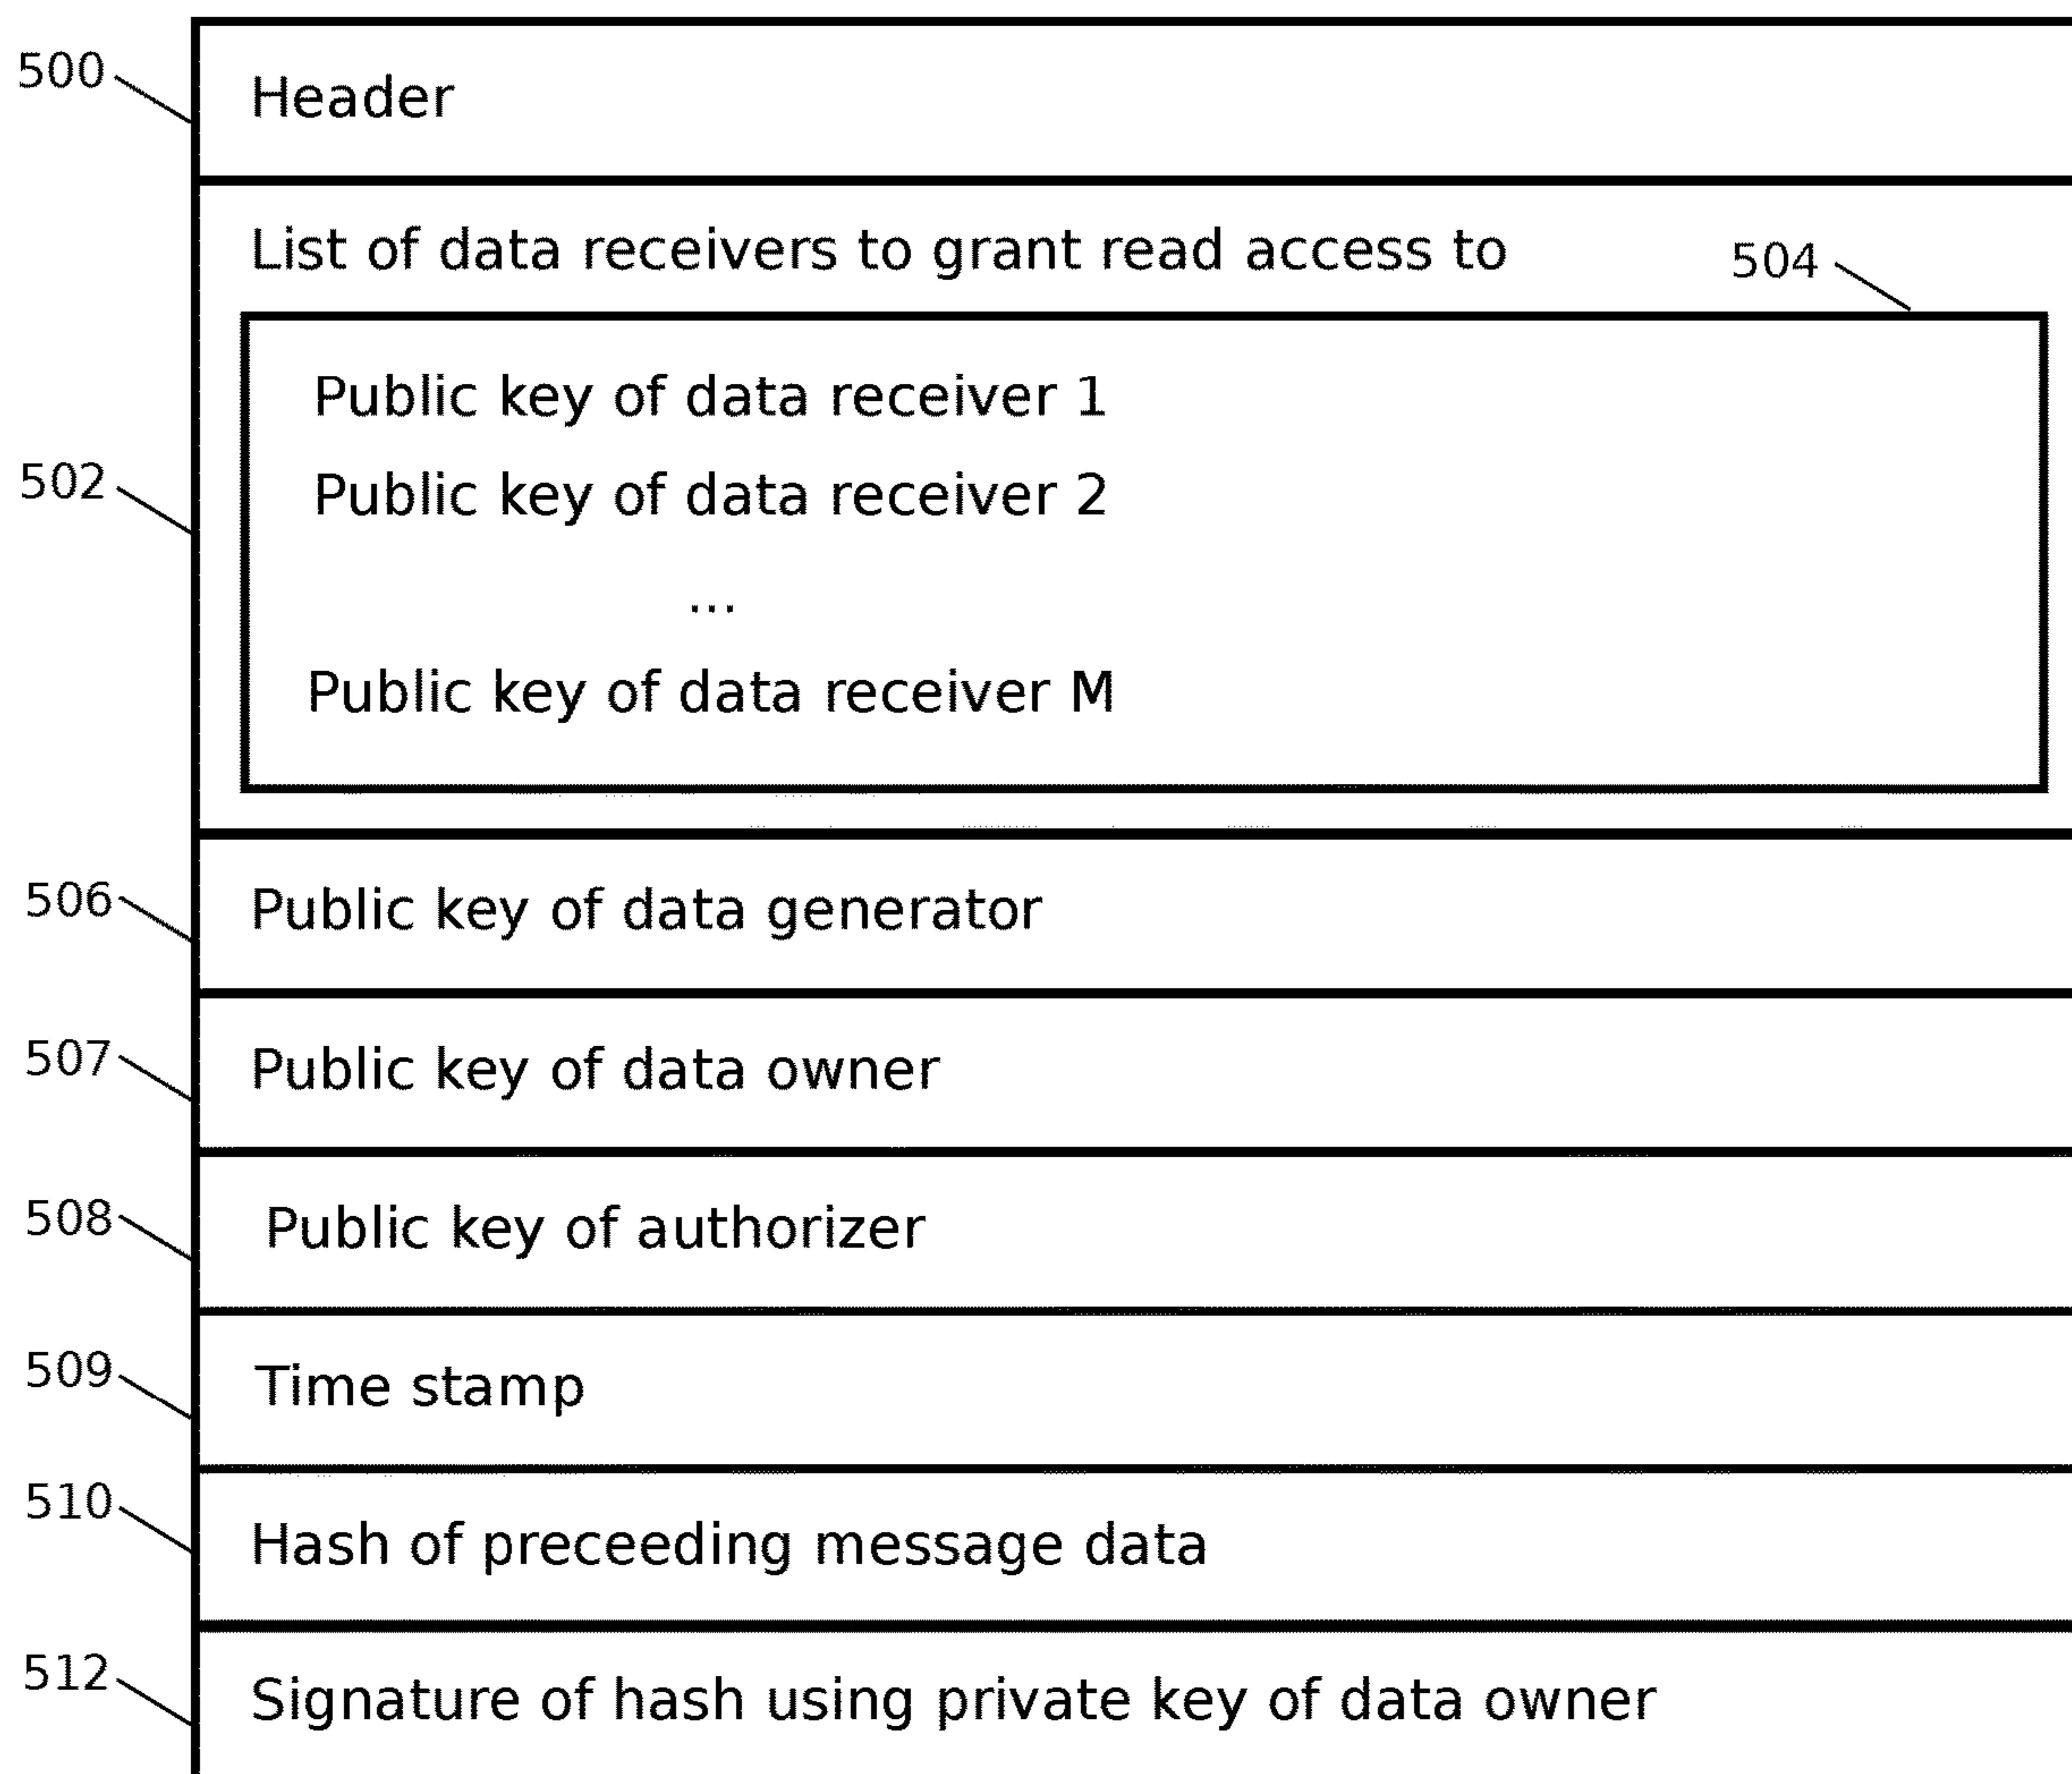 500
Header
List of data receivers to grant read access to
504
Public key of data receiver 1
502
Public key of data receiver 2
...
Public key of data receiver M
506
Public key of data generator
507
Public key of data owner
508
Public key of authorizer
509
Time stamp
510
Hash of preceeding message data
512
Signature of hash using private key of data owner